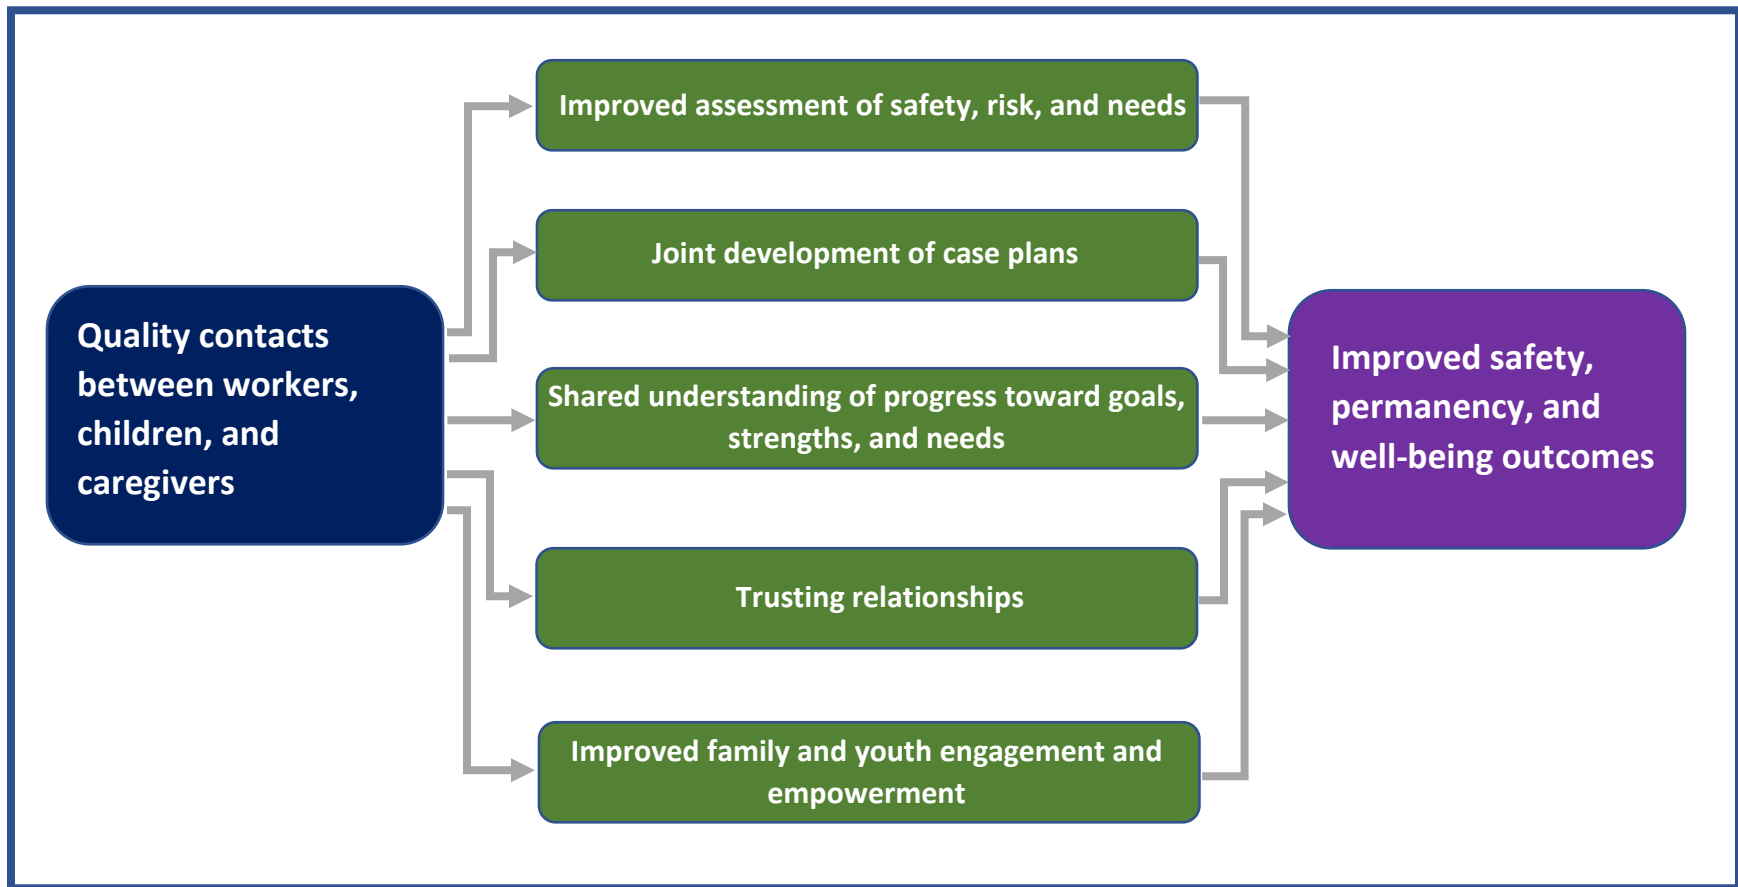 Quality contacts
between workers,
children, and
caregivers
Improved assessment of safety, risk, and needs
Joint development of case plans
Shared understanding of progress toward goals,
strengths, and needs
Trusting relationships
Improved family and youth engagement and
empowerment
Improved safety,
permanency, and
well-being outcomes